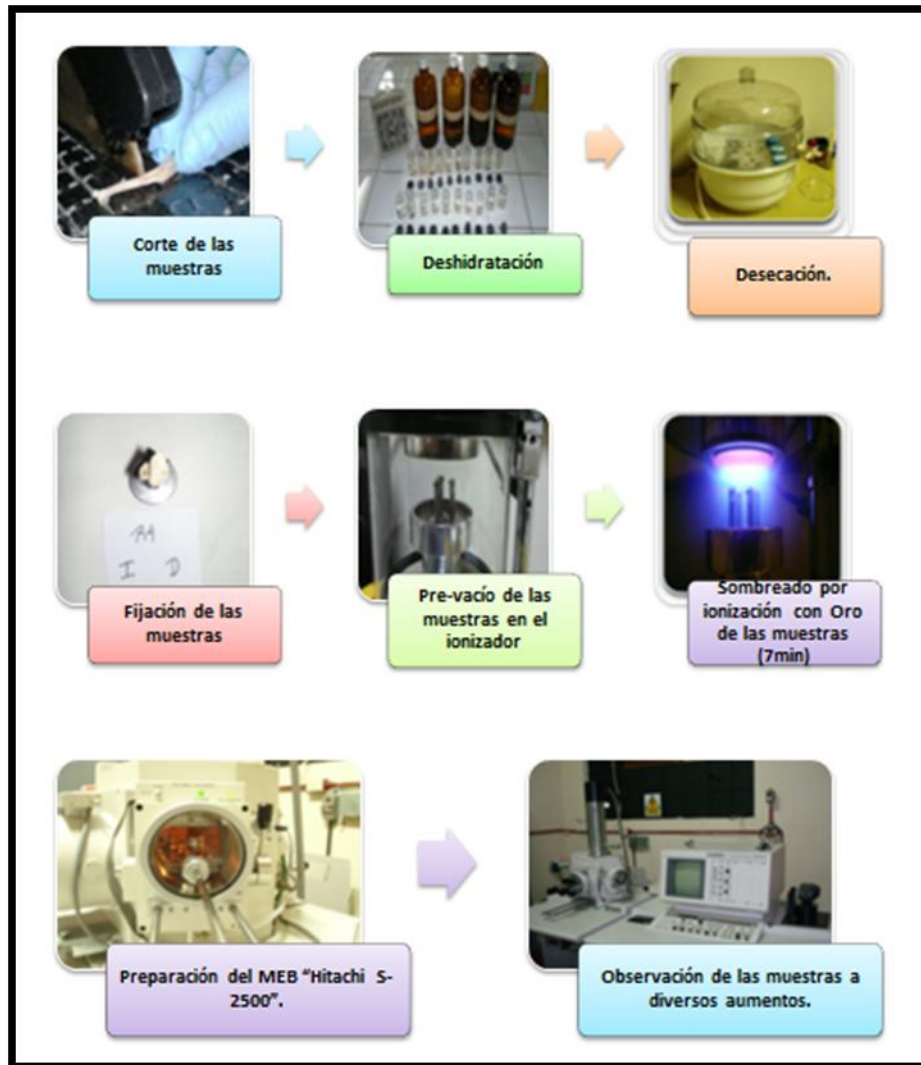 Corte de las
muestras
Deshidratación
Desecación.
RA
I D
Fijación de las
muestras
Pre-vacío de las
muestras en el
ionizador
Sombreado por
ionización con Oro
de las muestras
(7min)
Preparación del MEB “Hitachi S-
2500”.
Observación de las muestras a
diversos aumentos.